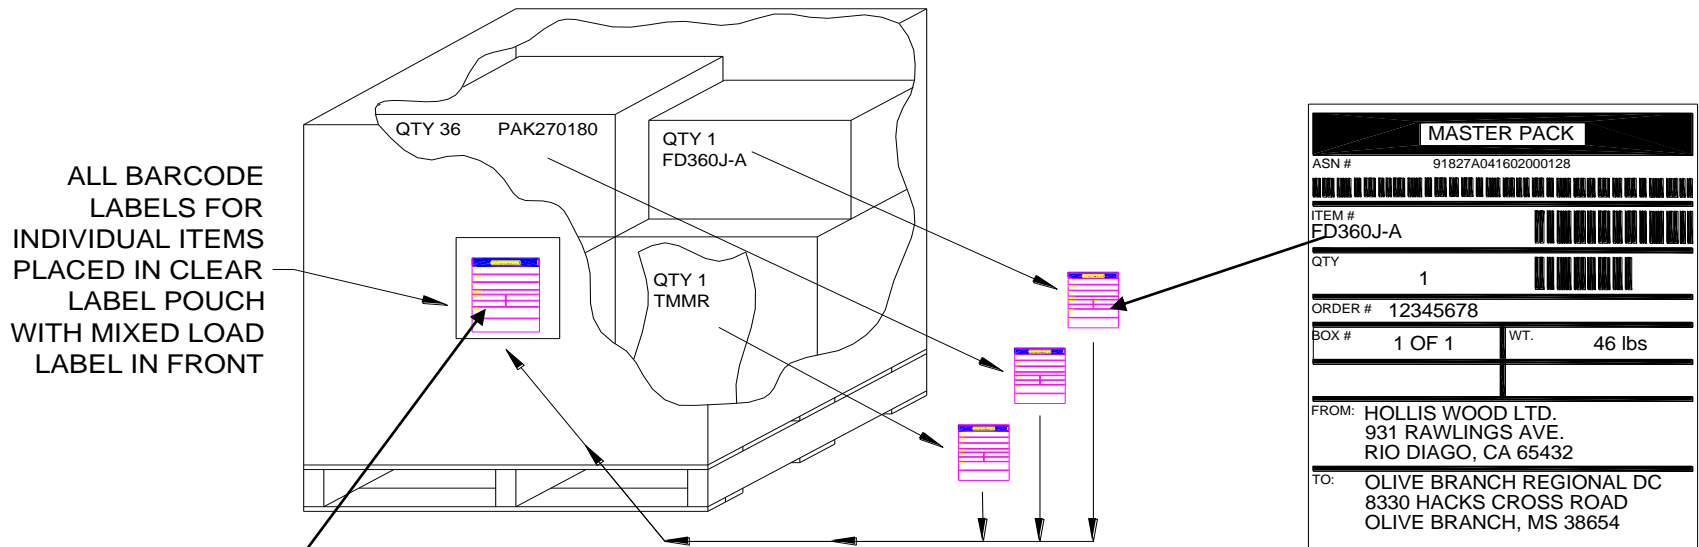 ALL BARCODE
LABELS FOR
INDIVIDUAL ITEMS
PLACED IN CLEAR
LABEL POUCH
WITH MIXED LOAD
LABEL IN FRONT
QTY 36 PAK270180
QTY 1
FD360J-A
QTY 1
TMMR
MASTER PACK
ASN # 91827A041602000128
ITEM #
FD360J-A
QTY
1
ORDER # 12345678
BOX # 1 OF 1 WT. 46 lbs
FROM: HOLLIS WOOD LTD.
931 RAWLINGS AVE.
RIO DIAGO, CA 65432
TO: OLIVE BRANCH REGIONAL DC
8330 HACKS CROSS ROAD
OLIVE BRANCH, MS 38654